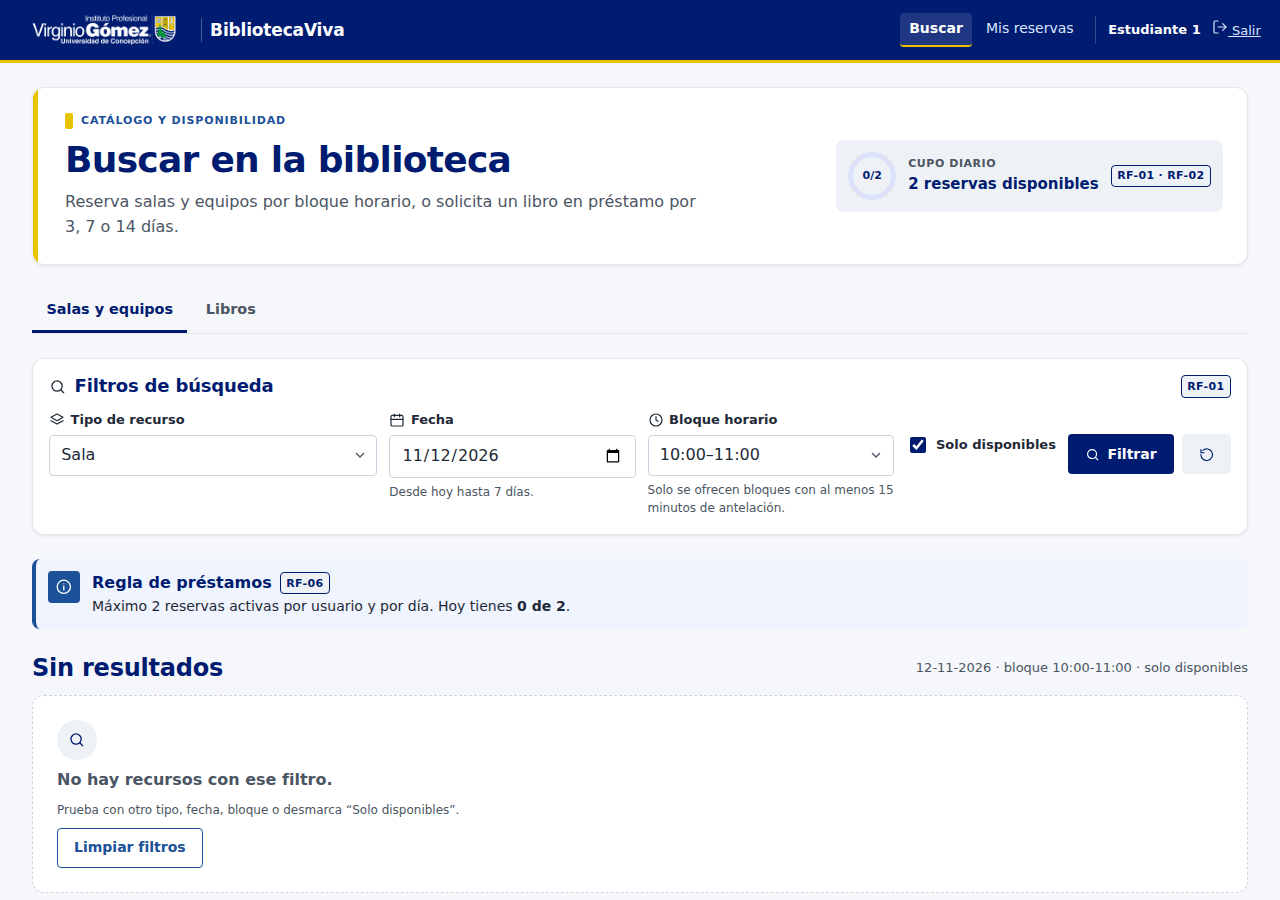 Instituto Profesional
VirginioGómez
Universidad de Concepción
BibliotecaViva
Buscar
Mis reservas
Estudiante 1
Salir
CATÁLOGO Y DISPONIBILIDAD
Buscar en la biblioteca
Reserva salas y equipos por bloque horario, o solicita un libro en préstamo por
3, 7 o 14 días.
0/2
CUPO DIARIO
2 reservas disponibles
RF-01 · RF-02
Salas y equipos
Libros
Filtros de búsqueda
RF-01
Tipo de recurso
Sala
Fecha
11/12/2026
Desde hoy hasta 7 días.
Bloque horario
10:00–11:00
Solo se ofrecen bloques con al menos 15
minutos de antelación.
Solo disponibles
Filtrar
Regla de préstamos
RF-06
Máximo 2 reservas activas por usuario y por día. Hoy tienes 0 de 2.
Sin resultados
12-11-2026 · bloque 10:00-11:00 · solo disponibles
No hay recursos con ese filtro.
Prueba con otro tipo, fecha, bloque o desmarca “Solo disponibles”.
Limpiar filtros